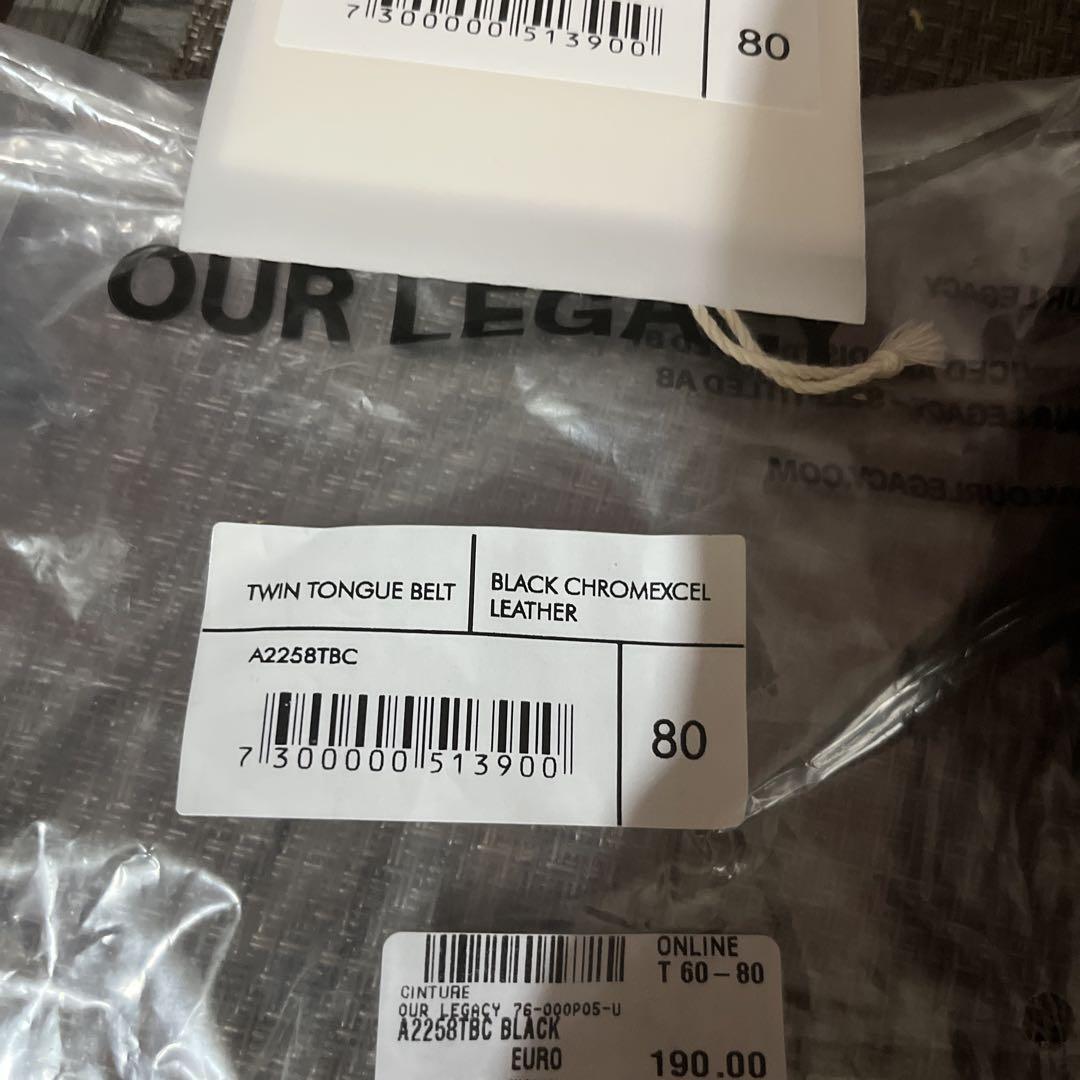 7 300000 513900
80
OUR LEGACY
TWIN TONGUE BELT
BLACK CHROMEXCEL
LEATHER
A2258TBC
7 300000 513900
80
ONLINE
T 60-80
CINTURE
OUR LEGACY 76-000P05-U
A2258TBC BLACK
EURO 190.00